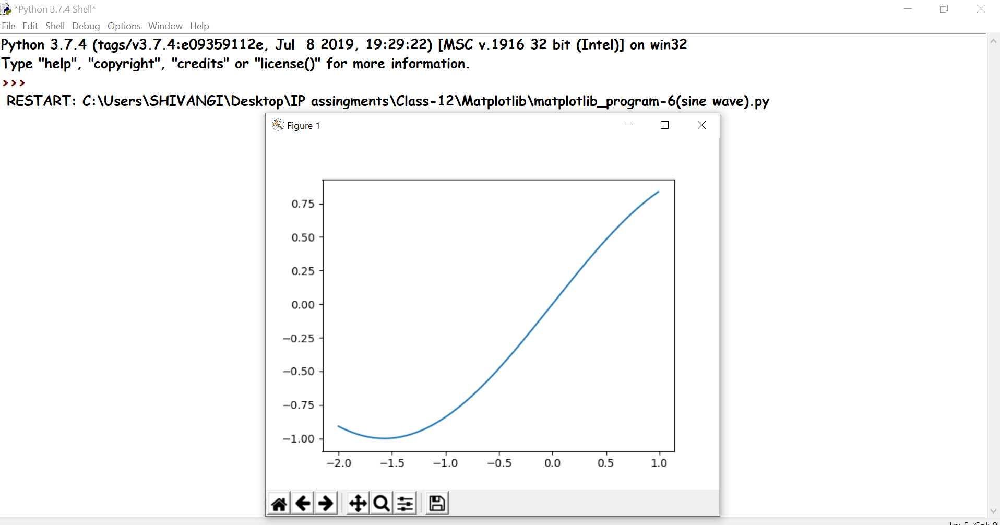 *Python 3.7.4 Shell*
File Edit Shell Debug Options Window Help
Python 3.7.4 (tags/v3.7.4:e09359112e, Jul  8 2019, 19:29:22) [MSC v.1916 32 bit (Intel)] on win32
Type "help", "copyright", "credits" or "license()" for more information.
>>>
RESTART: C:\Users\SHIVANGI\Desktop\IP assingments\Class-12\Matplotlib\matplotlib_program-6(sine wave).py
Figure 1
0.75
0.50
0.25
0.00
−0.25
−0.50
−0.75
−1.00
−2.0 −1.5 −1.0 −0.5 0.0 0.5 1.0